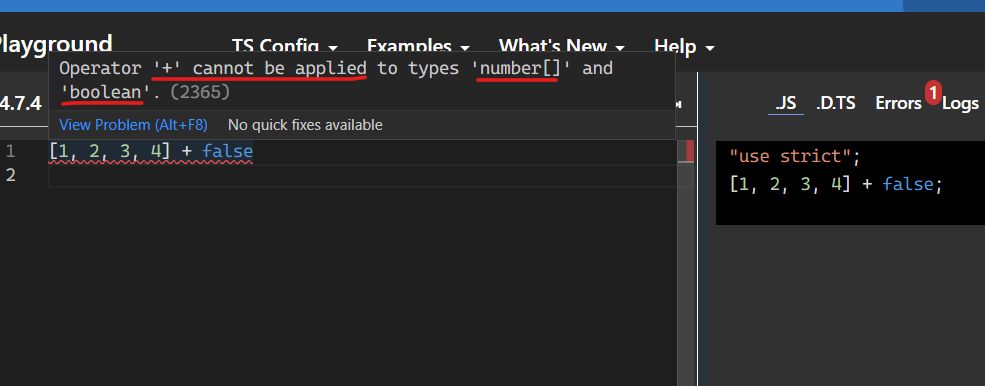 Playground
TS Config Examples What's New Help
Operator '+' cannot be applied to types 'number[]' and
'boolean'. (2365)
4.7.4
View Problem (Alt+F8) No quick fixes available
.JS .D.TS Errors 1 Logs
1 [1, 2, 3, 4] + false
2
"use strict";
[1, 2, 3, 4] + false;